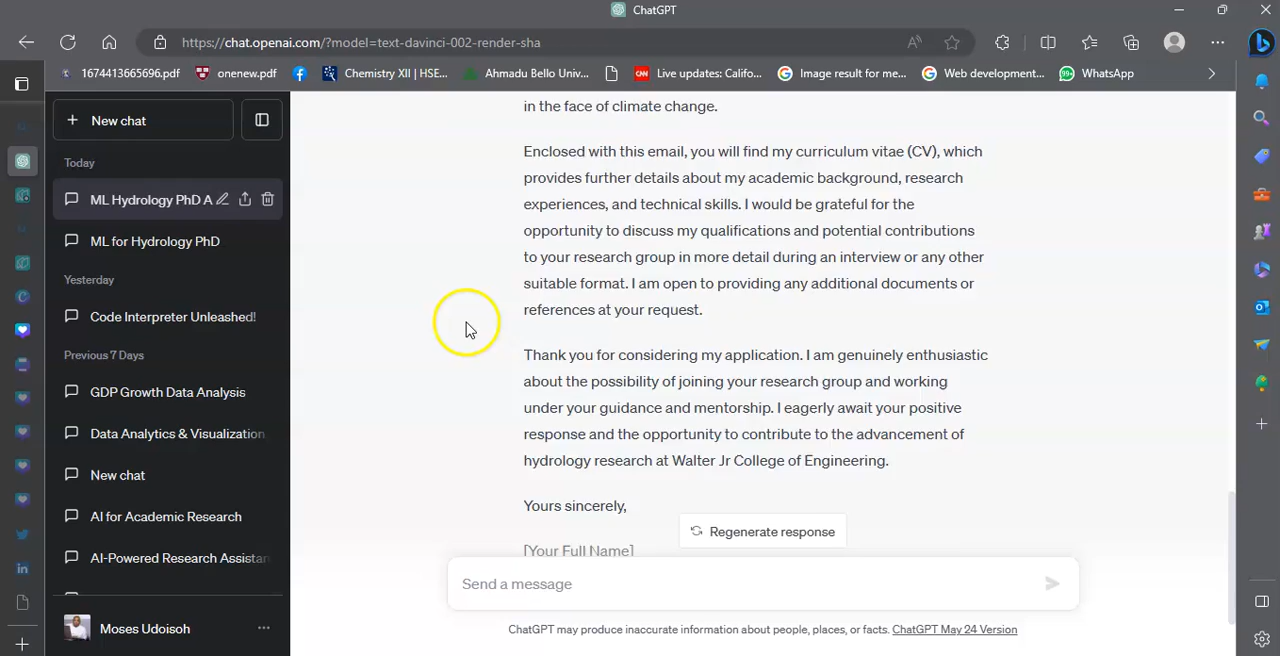 ChatGPT
https://chat.openai.com/?model=text-davinci-002-render-sha
1674413665696.pdf
onenew.pdf
Chemistry XII | HSE...
Ahmadu Bello Univ...
CNN
Live updates: Califo...
Image result for me...
Web development...
99+
WhatsApp
New chat
Today
ML Hydrology PhD A
ML for Hydrology PhD
Yesterday
Code Interpreter Unleashed!
Previous 7 Days
GDP Growth Data Analysis
Data Analytics & Visualization
New chat
AI for Academic Research
AI-Powered Research Assistan
Moses Udoisoh
in the face of climate change.
Enclosed with this email, you will find my curriculum vitae (CV), which
provides further details about my academic background, research
experiences, and technical skills. I would be grateful for the
opportunity to discuss my qualifications and potential contributions
to your research group in more detail during an interview or any other
suitable format. I am open to providing any additional documents or
references at your request.
Thank you for considering my application. I am genuinely enthusiastic
about the possibility of joining your research group and working
under your guidance and mentorship. I eagerly await your positive
response and the opportunity to contribute to the advancement of
hydrology research at Walter Jr College of Engineering.
Yours sincerely,
Regenerate response
[Your Full Name]
Send a message
ChatGPT may produce inaccurate information about people, places, or facts. ChatGPT May 24 Version